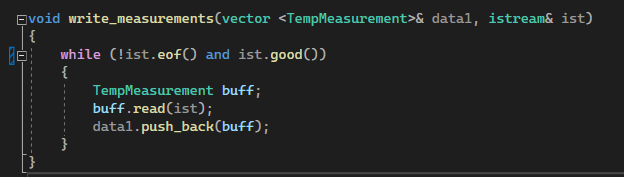 void write_measurements(vector <TempMeasurement>& data1, istream& ist)
{
    while (!ist.eof() and ist.good())
    {
        TempMeasurement buff;
        buff.read(ist);
        data1.push_back(buff);
    }
}